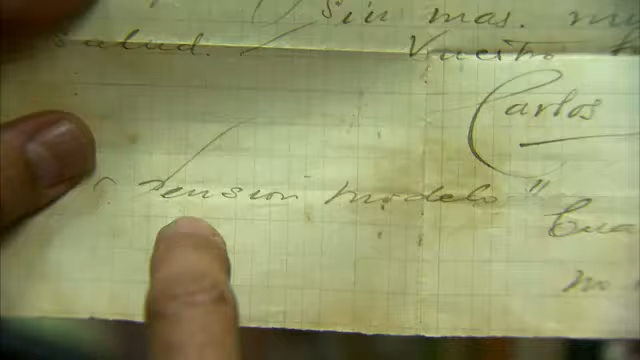 Sin mas.
salud. Vuestro
Carlos
"Pension modelo"